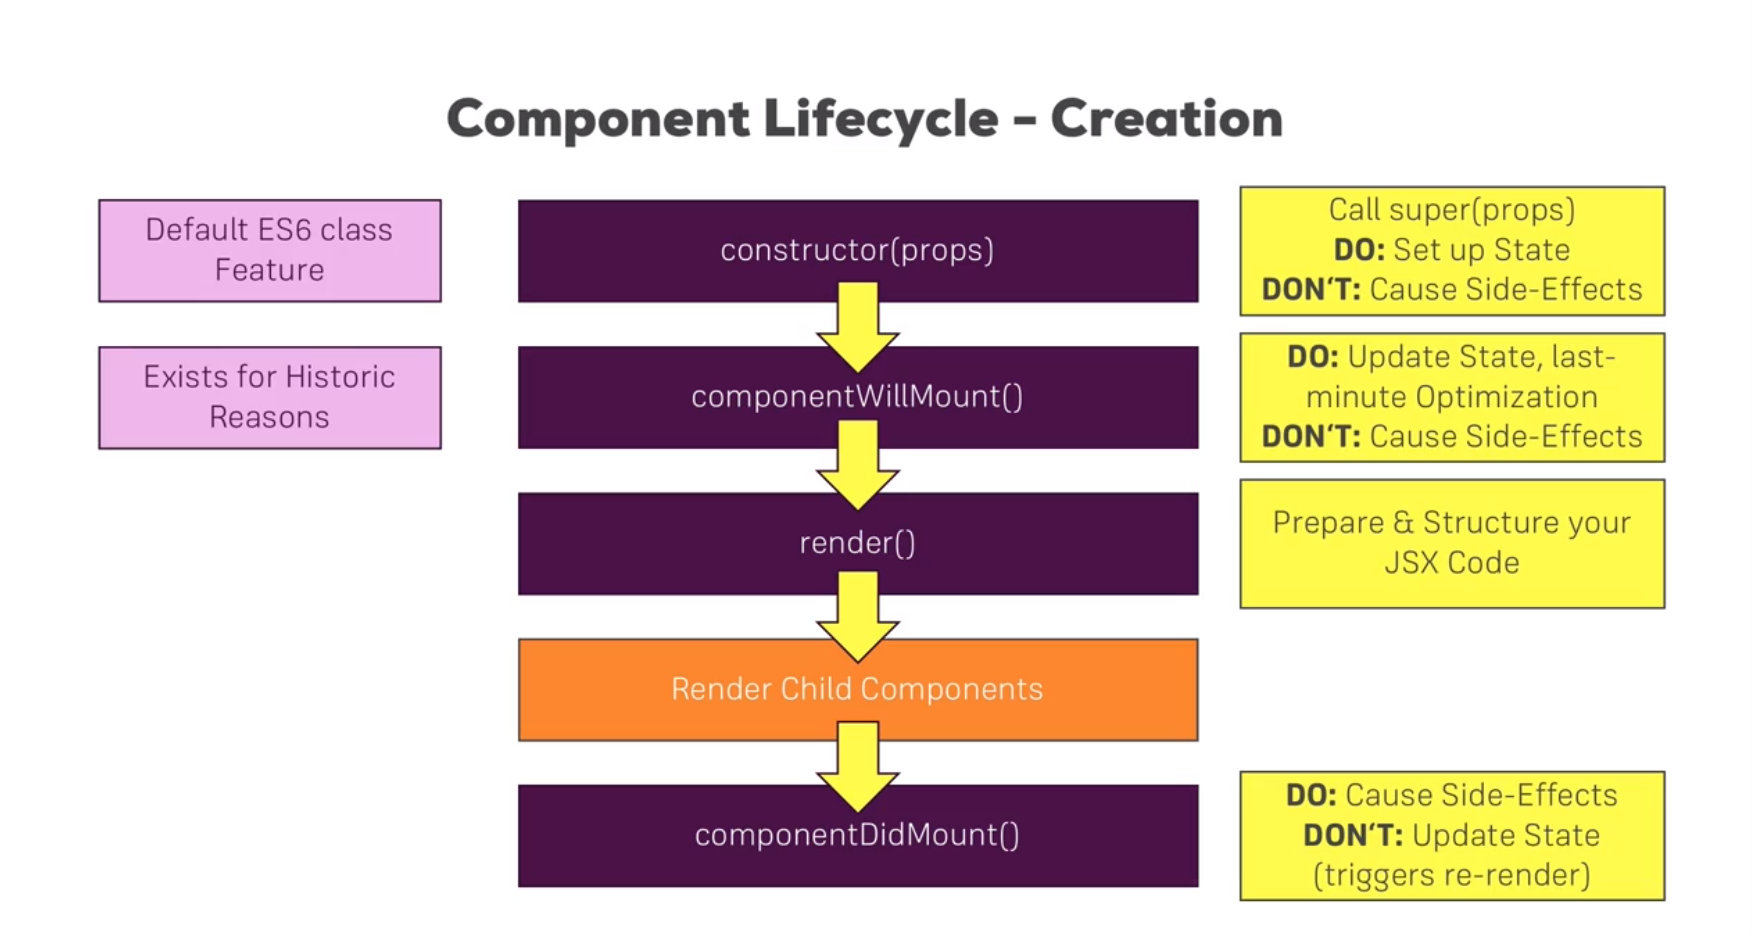 Component Lifecycle - Creation
Default ES6 class
Feature
constructor(props)
Call super(props)
DO: Set up State
DON‘T: Cause Side-Effects
Exists for Historic
Reasons
componentWillMount()
DO: Update State, last-
minute Optimization
DON‘T: Cause Side-Effects
render()
Prepare & Structure your
JSX Code
Render Child Components
componentDidMount()
DO: Cause Side-Effects
DON‘T: Update State
(triggers re-render)